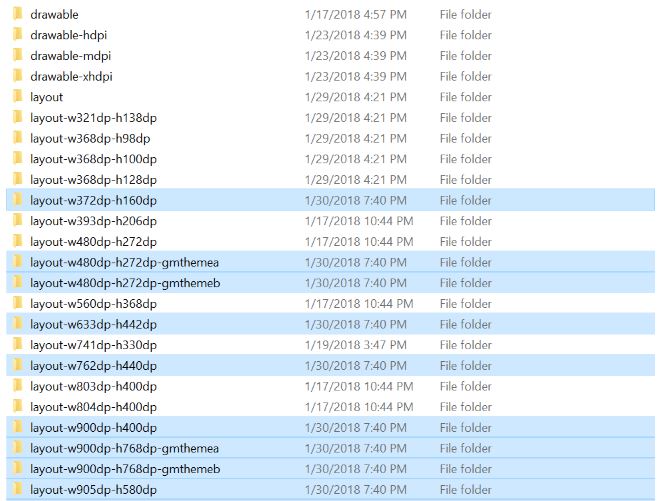 drawable 1/17/2018 4:57 PM File folder
drawable-hdpi 1/23/2018 4:39 PM File folder
drawable-mdpi 1/23/2018 4:39 PM File folder
drawable-xhdpi 1/23/2018 4:39 PM File folder
layout 1/29/2018 4:21 PM File folder
layout-w321dp-h138dp 1/29/2018 4:21 PM File folder
layout-w368dp-h98dp 1/29/2018 4:21 PM File folder
layout-w368dp-h100dp 1/29/2018 4:21 PM File folder
layout-w368dp-h128dp 1/29/2018 4:21 PM File folder
layout-w372dp-h160dp 1/30/2018 7:40 PM File folder
layout-w393dp-h206dp 1/17/2018 10:44 PM File folder
layout-w480dp-h272dp 1/17/2018 10:44 PM File folder
layout-w480dp-h272dp-gmthemea 1/30/2018 7:40 PM File folder
layout-w480dp-h272dp-gmthemeb 1/30/2018 7:40 PM File folder
layout-w560dp-h368dp 1/17/2018 10:44 PM File folder
layout-w633dp-h442dp 1/30/2018 7:40 PM File folder
layout-w741dp-h330dp 1/19/2018 3:47 PM File folder
layout-w762dp-h440dp 1/30/2018 7:40 PM File folder
layout-w803dp-h400dp 1/17/2018 10:44 PM File folder
layout-w804dp-h400dp 1/17/2018 10:44 PM File folder
layout-w900dp-h400dp 1/30/2018 7:40 PM File folder
layout-w900dp-h768dp-gmthemea 1/30/2018 7:40 PM File folder
layout-w900dp-h768dp-gmthemeb 1/30/2018 7:40 PM File folder
layout-w905dp-h580dp 1/30/2018 7:40 PM File folder